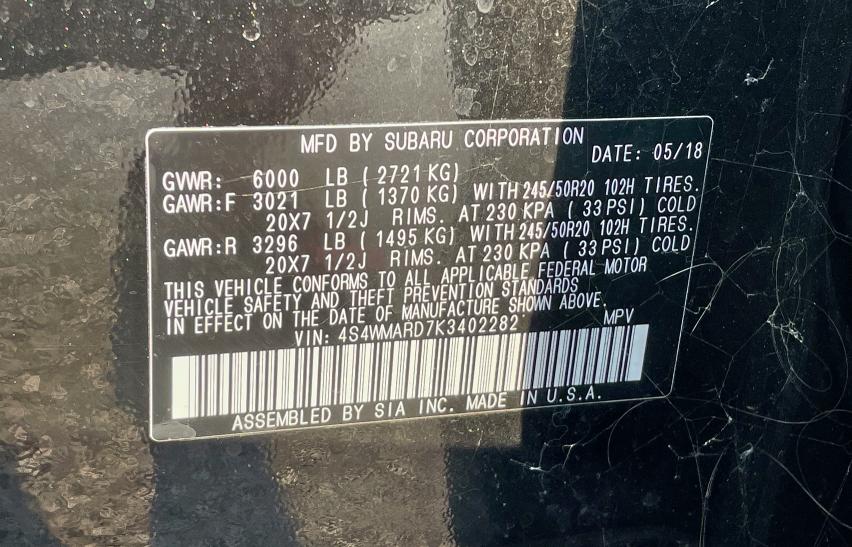 MFD BY SUBARU CORPORATION
DATE: 05/18
GVWR: 6000 LB ( 2721 KG)
GAWR:F 3021 LB ( 1370 KG) WITH 245/50R20 102H TIRES.
20X7 1/2J RIMS. AT 230 KPA ( 33 PSI) COLD
GAWR:R 3296 LB ( 1495 KG) WITH 245/50R20 102H TIRES.
20X7 1/2J RIMS. AT 230 KPA ( 33 PSI) COLD
THIS VEHICLE CONFORMS TO ALL APPLICABLE FEDERAL MOTOR
VEHICLE SAFETY AND THEFT PREVENTION STANDARDS
IN EFFECT ON THE DATE OF MANUFACTURE SHOWN ABOVE.
VIN: 4S4WMARD7K3402282 MPV
ASSEMBLED BY SIA INC. MADE IN U.S.A.